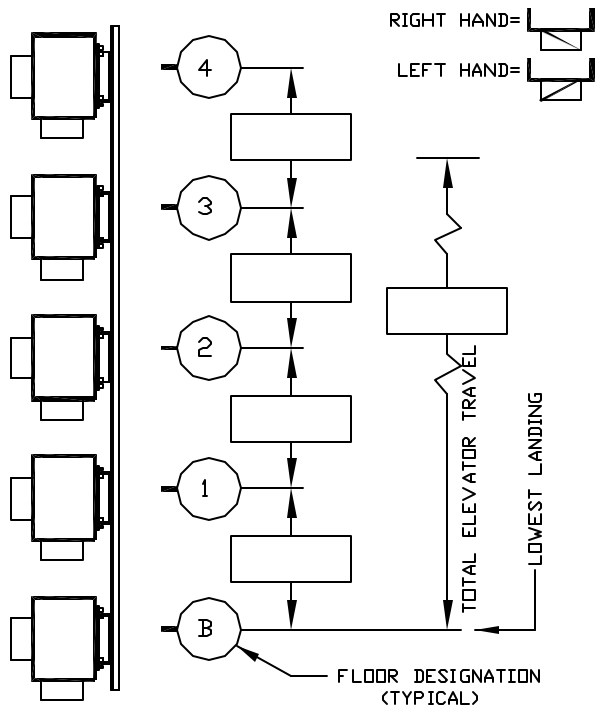 RIGHT HAND=
LEFT HAND=
4
3
2
1
B
TOTAL ELEVATOR TRAVEL
LOWEST LANDING
FLOOR DESIGNATION
(TYPICAL)